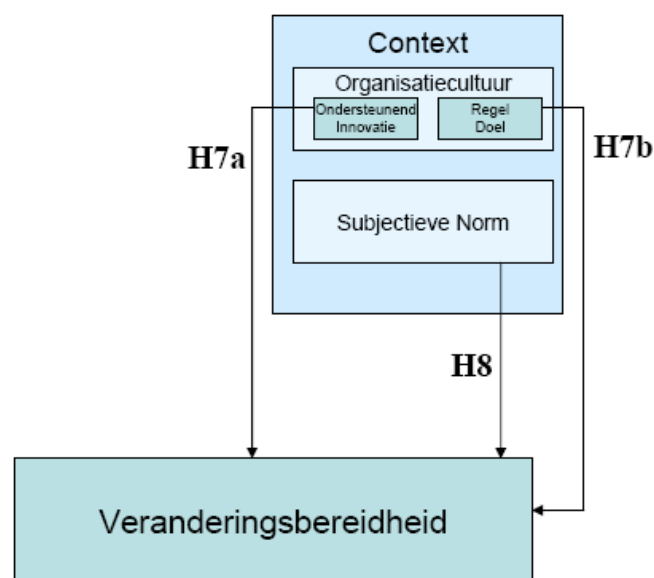 Context
Organisatiecultuur
Ondersteunend
Innovatie
Regel
Doel
H7a
H7b
Subjectieve Norm
H8
Veranderingsbereidheid